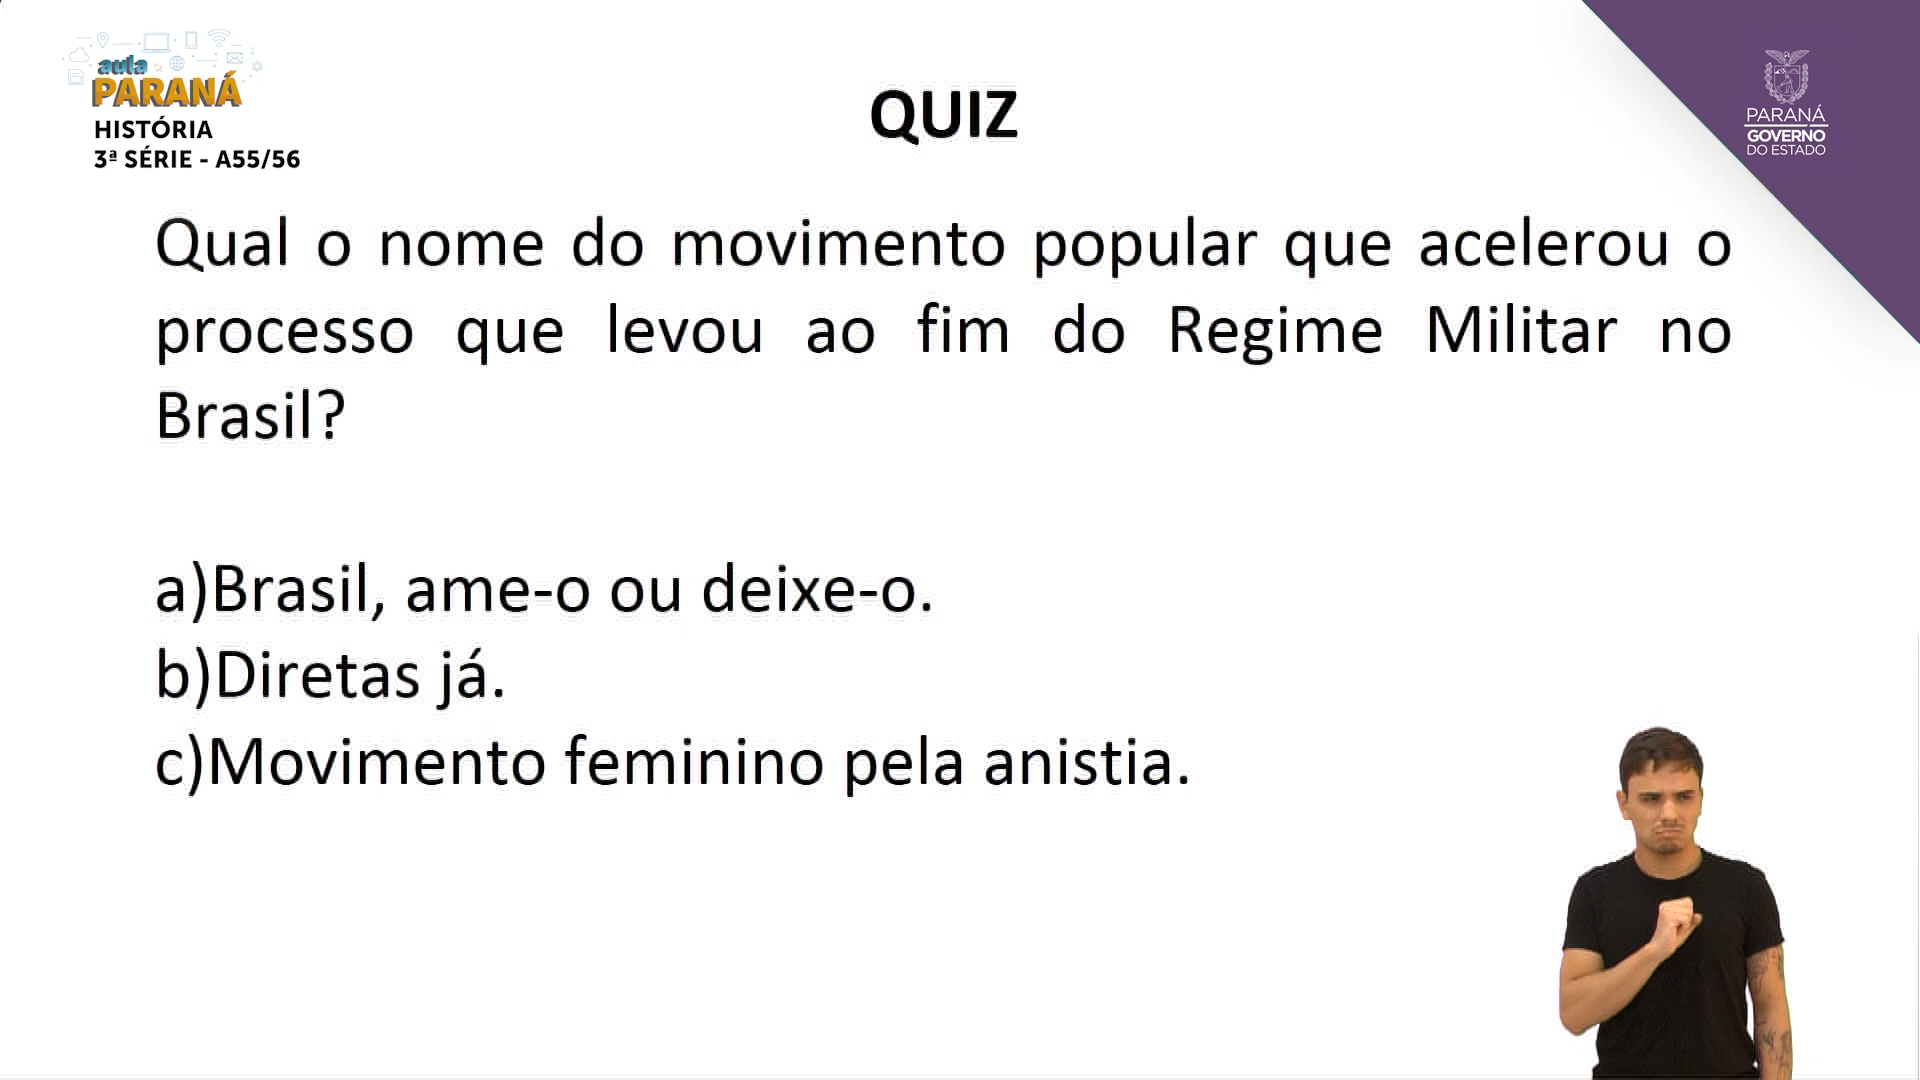 aula
PARANÁ
HISTÓRIA
3ª SÉRIE - A55/56
QUIZ
PARANÁ
GOVERNO
DO ESTADO
Qual o nome do movimento popular que acelerou o
processo que levou ao fim do Regime Militar no
Brasil?
a)Brasil, ame-o ou deixe-o.
b)Diretas já.
c)Movimento feminino pela anistia.